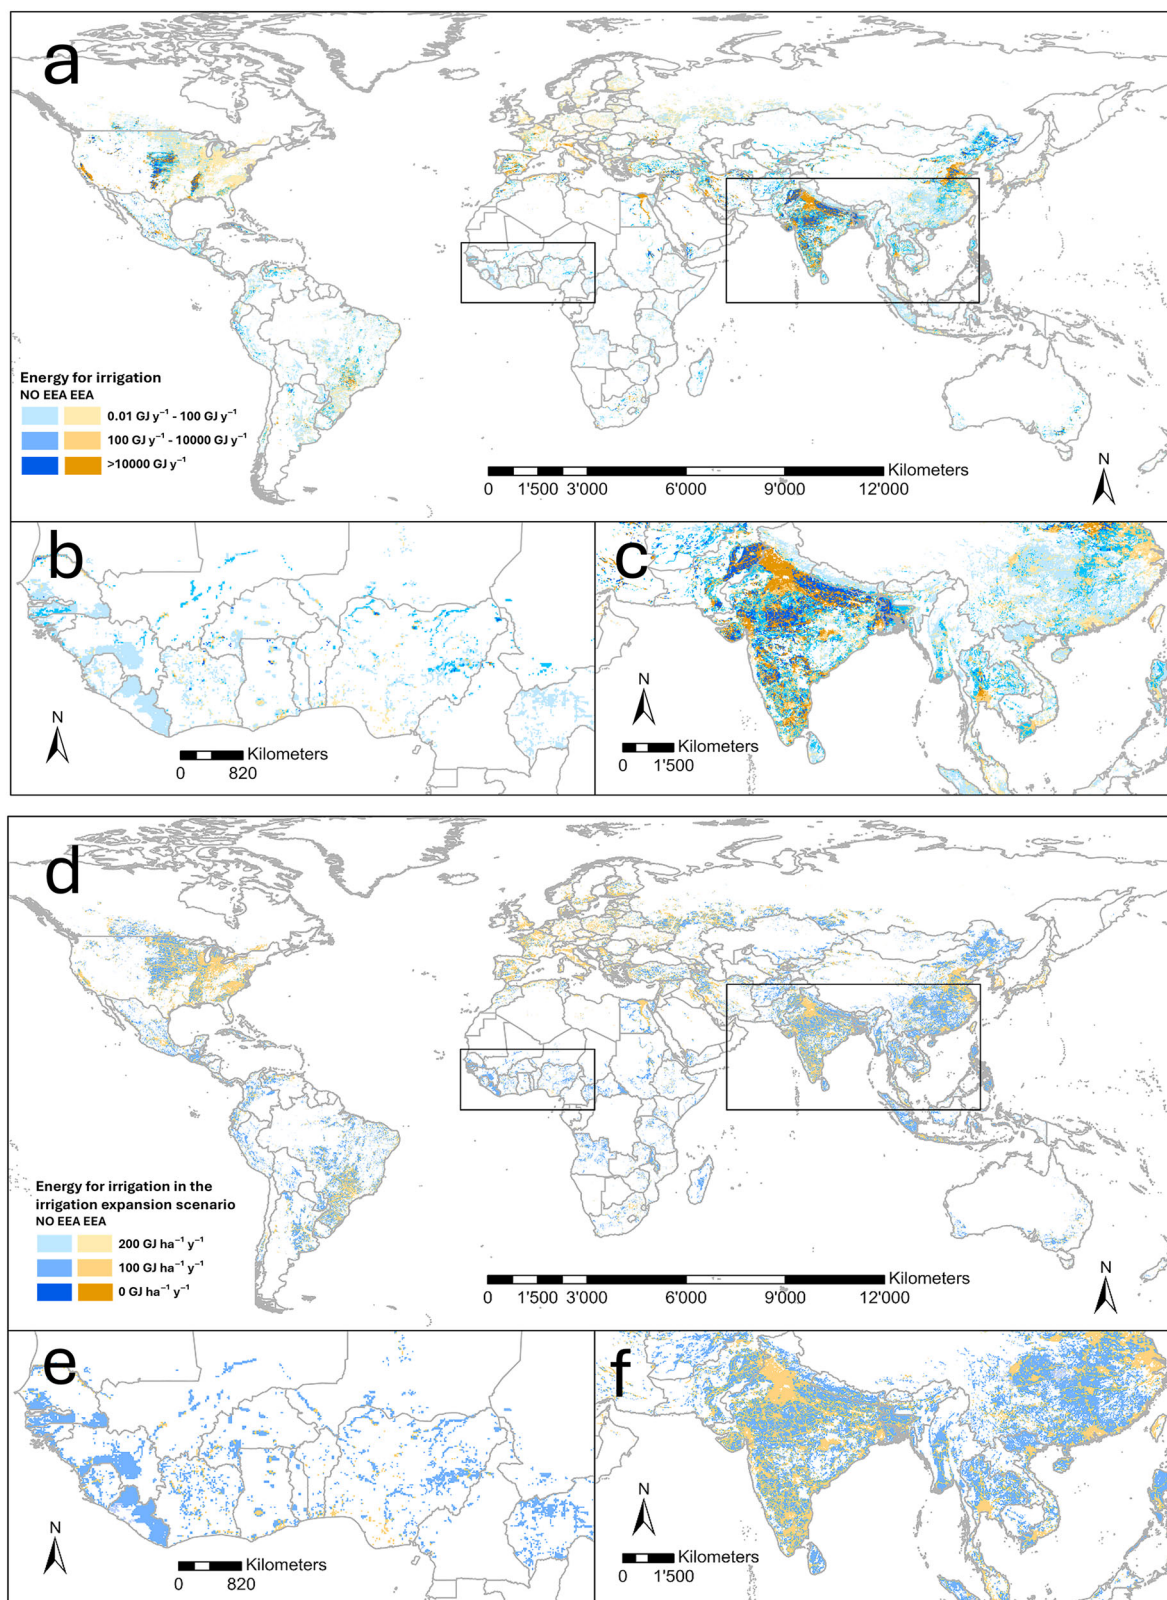 a
Energy for irrigation
NO EEA EEA
0.01 GJ y⁻¹ - 100 GJ y⁻¹
100 GJ y⁻¹ - 10000 GJ y⁻¹
>10000 GJ y⁻¹
Kilometers
0 1'500 3'000 6'000 9'000 12'000
N
b
N
Kilometers
0 820
c
N
Kilometers
0 1'500
d
Energy for irrigation in the
irrigation expansion scenario
NO EEA EEA
200 GJ ha⁻¹ y⁻¹
100 GJ ha⁻¹ y⁻¹
0 GJ ha⁻¹ y⁻¹
Kilometers
0 1'500 3'000 6'000 9'000 12'000
N
e
N
Kilometers
0 820
f
N
Kilometers
0 1'500